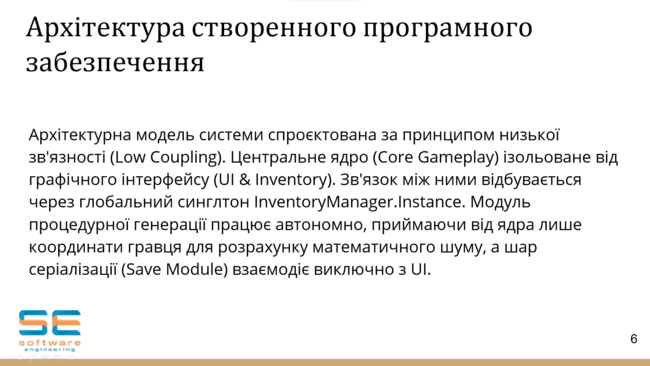 Архітектура створенного програмного
забезпечення
Архітектурна модель системи спроєктована за принципом низької
зв'язності (Low Coupling). Центральне ядро (Core Gameplay) ізольоване від
графічного інтерфейсу (UI & Inventory). Зв'язок між ними відбувається
через глобальний синглтон InventoryManager.Instance. Модуль
процедурної генерації працює автономно, приймаючи від ядра лише
координати гравця для розрахунку математичного шуму, а шар
серіалізації (Save Module) взаємодіє виключно з UI.
SE
software
engineering
6